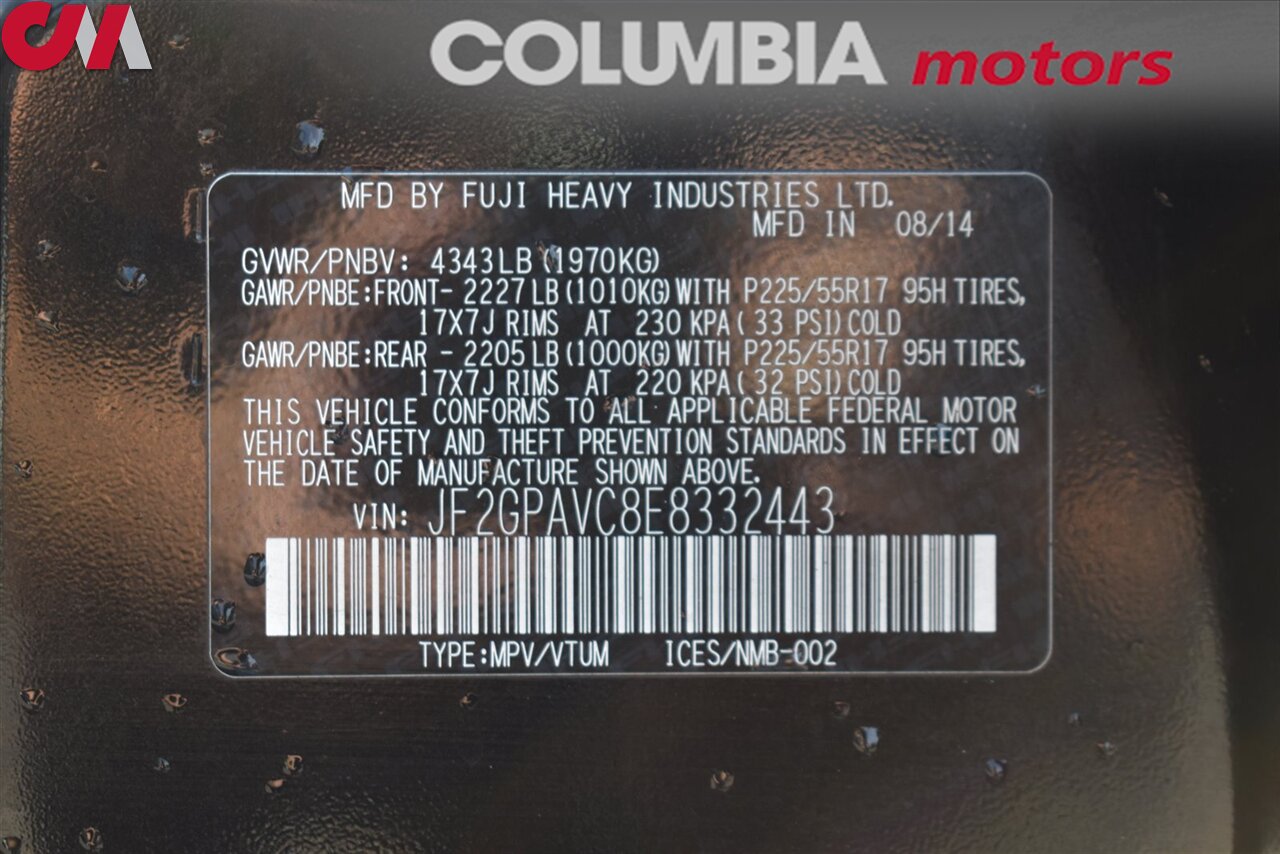 CM COLUMBIA motors
MFD BY FUJI HEAVY INDUSTRIES LTD.
MFD IN 08/14
GVWR/PNBV: 4343LB (1970KG)
GAWR/PNBE:FRONT- 2227LB (1010KG) WITH P225/55R17 95H TIRES,
17X7J RIMS AT 230 KPA( 33 PSI)COLD
GAWR/PNBE:REAR - 2205LB (1000KG) WITH P225/55R17 95H TIRES,
17X7J RIMS AT 220 KPA( 32 PSI)COLD
THIS VEHICLE CONFORMS TO ALL APPLICABLE FEDERAL MOTOR
VEHICLE SAFETY AND THEFT PREVENTION STANDARDS IN EFFECT ON
THE DATE OF MANUFACTURE SHOWN ABOVE.
VIN: JF2GPAVC8E8332443
TYPE:MPV/VTUM ICES/NMB-002